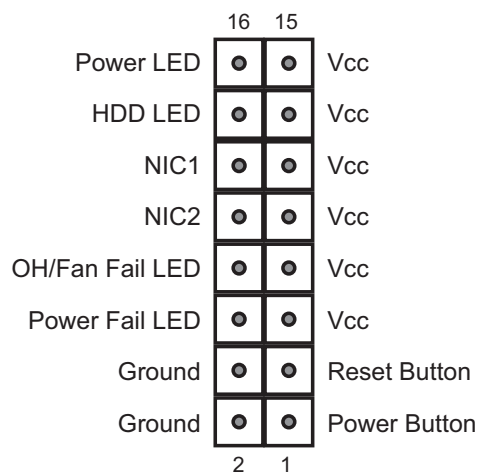 16 15
Power LED Vcc
HDD LED Vcc
NIC1 Vcc
NIC2 Vcc
OH/Fan Fail LED Vcc
Power Fail LED Vcc
Ground Reset Button
Ground Power Button
2 1